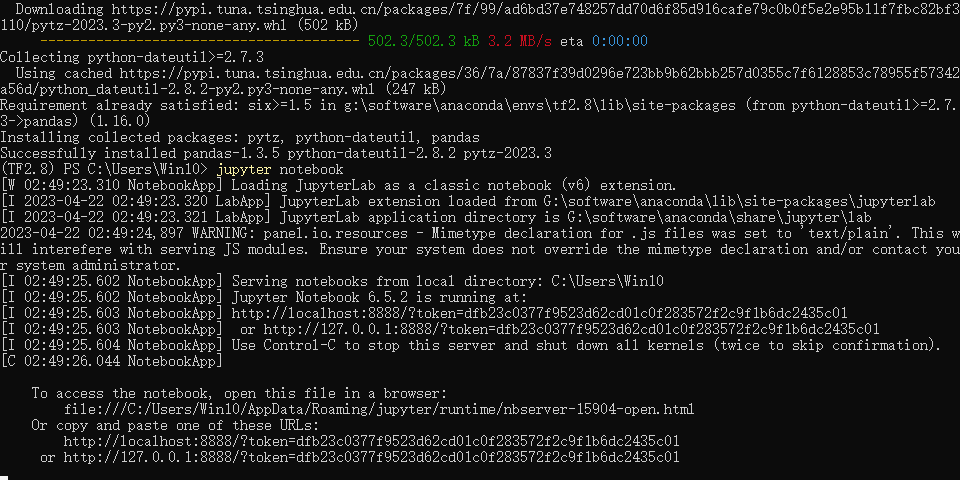 Downloading https://pypi.tuna.tsinghua.edu.cn/packages/7f/99/ad6bd37e748257dd70d6f85d916cafe79c0b0f5e2e95b11f7fbc82bf3
110/pytz-2023.3-py2.py3-none-any.whl (502 kB)
---------------------------------------- 502.3/502.3 kB 3.2 MB/s eta 0:00:00
Collecting python-dateutil>=2.7.3
Using cached https://pypi.tuna.tsinghua.edu.cn/packages/36/7a/87837f39d0296e723bb9b62bbb257d0355c7f6128853c78955f57342
a56d/python_dateutil-2.8.2-py2.py3-none-any.whl (247 kB)
Requirement already satisfied: six>=1.5 in g:\software\anaconda\envs\tf2.8\lib\site-packages (from python-dateutil>=2.7.
3->pandas) (1.16.0)
Installing collected packages: pytz, python-dateutil, pandas
Successfully installed pandas-1.3.5 python-dateutil-2.8.2 pytz-2023.3
(TF2.8) PS C:\Users\Win10> jupyter notebook
[W 02:49:23.310 NotebookApp] Loading JupyterLab as a classic notebook (v6) extension.
[I 2023-04-22 02:49:23.320 LabApp] JupyterLab extension loaded from G:\software\anaconda\lib\site-packages\jupyterlab
[I 2023-04-22 02:49:23.321 LabApp] JupyterLab application directory is G:\software\anaconda\share\jupyter\lab
2023-04-22 02:49:24,897 WARNING: panel.io.resources - Mimetype declaration for .js files was set to 'text/plain'. This w
ill interefere with serving JS modules. Ensure your system does not override the mimetype declaration and/or contact you
r system administrator.
[I 02:49:25.602 NotebookApp] Serving notebooks from local directory: C:\Users\Win10
[I 02:49:25.602 NotebookApp] Jupyter Notebook 6.5.2 is running at:
[I 02:49:25.603 NotebookApp] http://localhost:8888/?token=dfb23c0377f9523d62cd01c0f283572f2c9f1b6dc2435c01
[I 02:49:25.603 NotebookApp]  or http://127.0.0.1:8888/?token=dfb23c0377f9523d62cd01c0f283572f2c9f1b6dc2435c01
[I 02:49:25.604 NotebookApp] Use Control-C to stop this server and shut down all kernels (twice to skip confirmation).
[C 02:49:26.044 NotebookApp]
To access the notebook, open this file in a browser:
file:///C:/Users/Win10/AppData/Roaming/jupyter/runtime/nbserver-15904-open.html
Or copy and paste one of these URLs:
http://localhost:8888/?token=dfb23c0377f9523d62cd01c0f283572f2c9f1b6dc2435c01
or http://127.0.0.1:8888/?token=dfb23c0377f9523d62cd01c0f283572f2c9f1b6dc2435c01